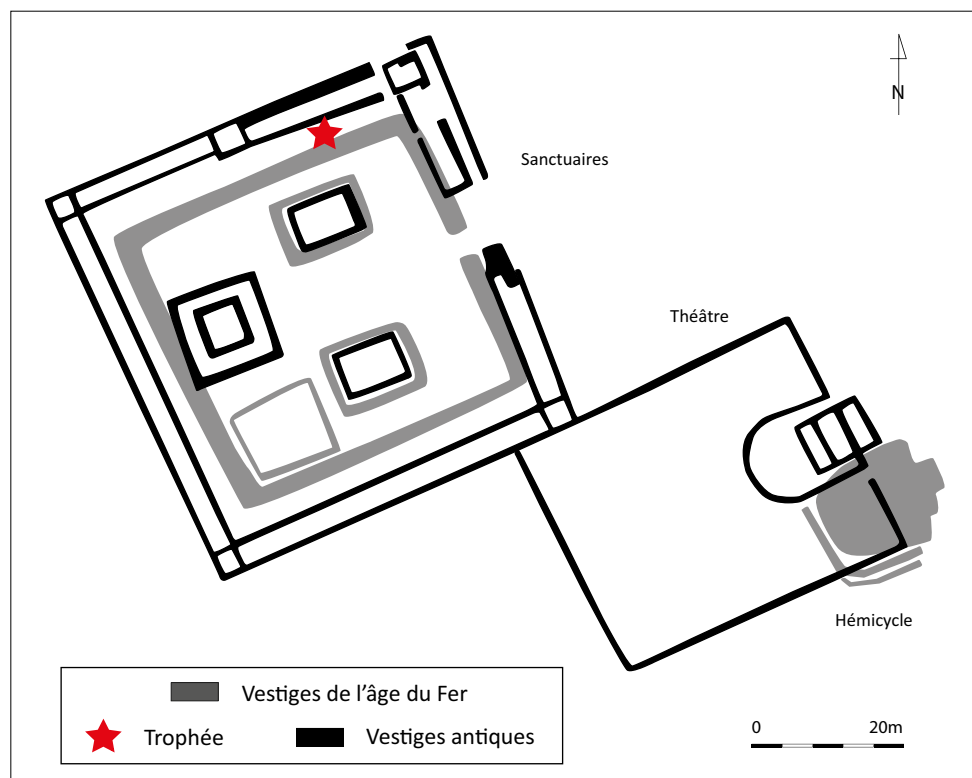 N
Sanctuaires
Théâtre
Hémicycle
Vestiges de l'âge du Fer
Trophée
Vestiges antiques
0 20m